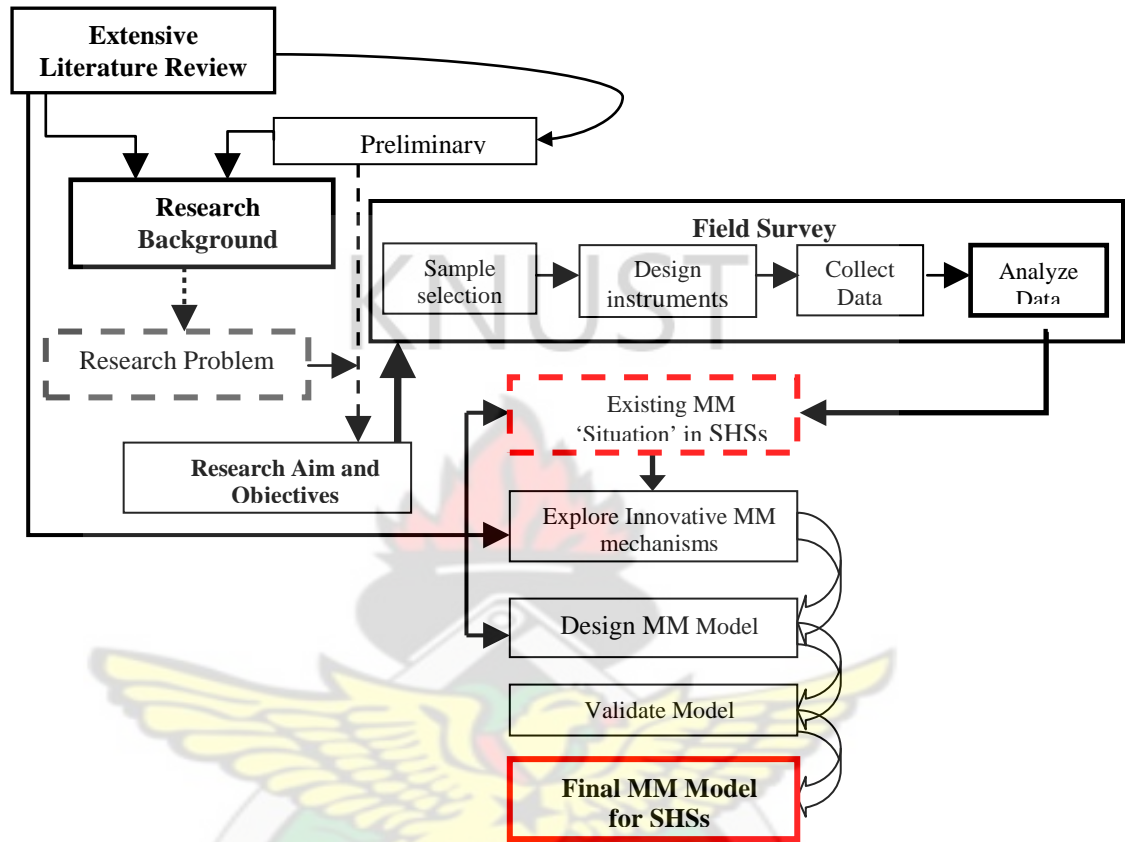 Extensive
Literature Review
Preliminary
Research
Background
Field Survey
Sample
selection
Design
instruments
Collect
Data
Analyze
Data
KNUST
Research Problem
Existing MM
‘Situation’ in SHSs
Research Aim and
Objectives
Explore Innovative MM
mechanisms
Design MM Model
Validate Model
Final MM Model
for SHSs